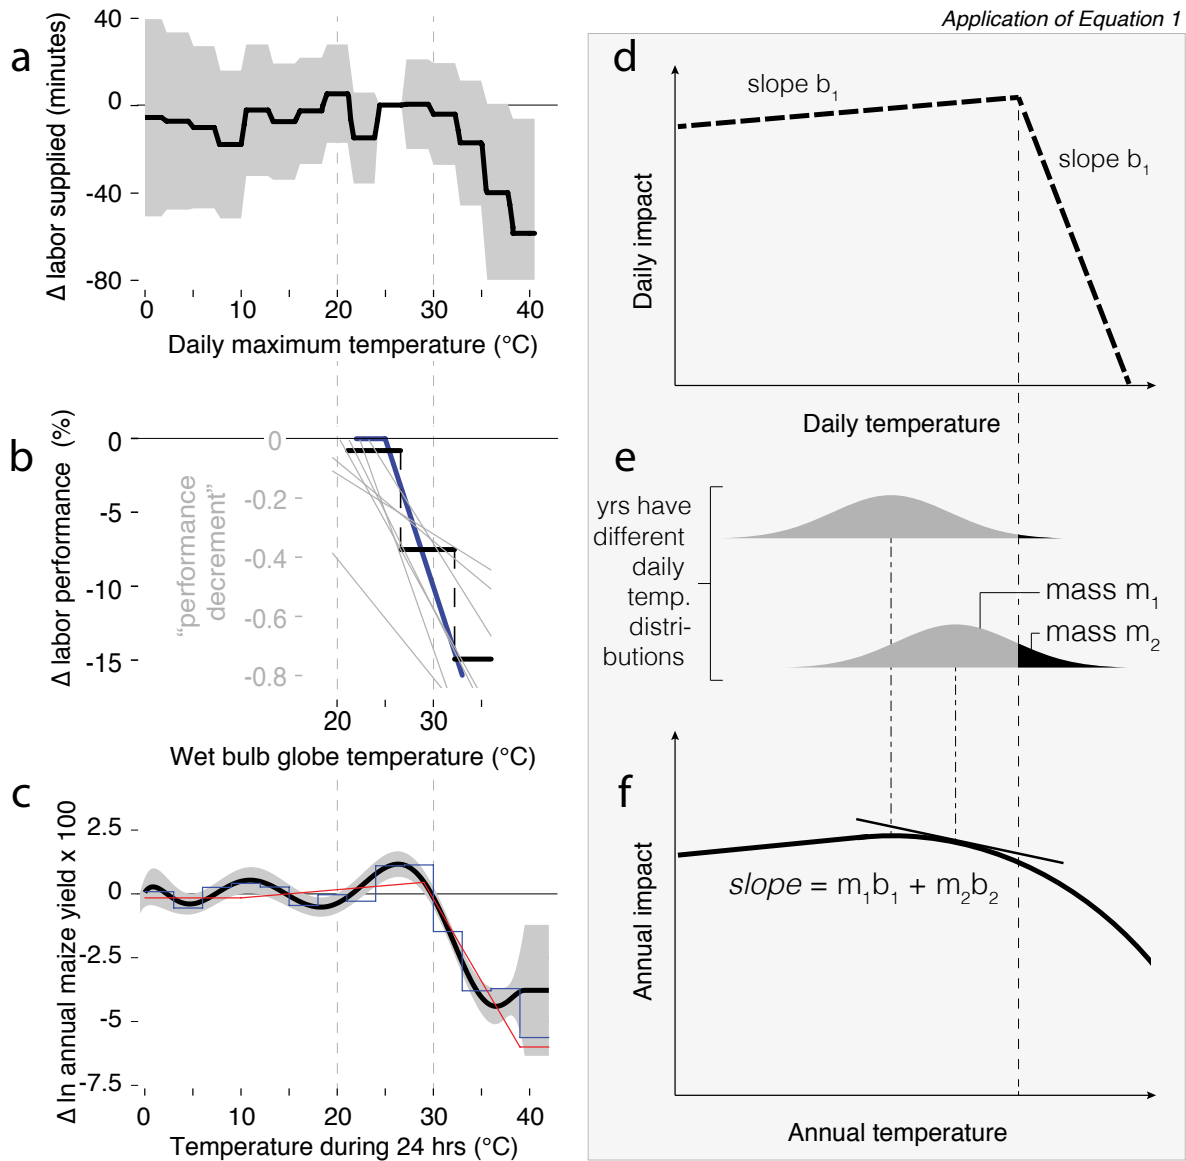 Application of Equation 1
a
Δ labor supplied (minutes)
40
0
-40
-80
0 10 20 30 40
Daily maximum temperature (°C)
b
Δ labor performance (%)
0
-5
-10
-15
"performance
decrement"
0
-0.2
-0.4
-0.6
-0.8
20 30
Wet bulb globe temperature (°C)
c
Δ ln annual maize yield x 100
2.5
0
-2.5
-5
-7.5
0 10 20 30 40
Temperature during 24 hrs (°C)
d
slope b1
slope b1
Daily impact
Daily temperature
e
yrs have
different
daily
temp.
distri-
butions
mass m1
mass m2
f
slope = m1b1 + m2b2
Annual impact
Annual temperature